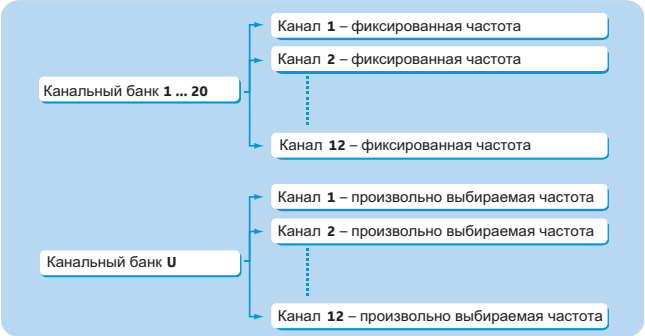 Канал 1 – фиксированная частота
Канал 2 – фиксированная частота
Канальный банк 1 ... 20
Канал 12 – фиксированная частота
Канал 1 – произвольно выбираемая частота
Канал 2 – произвольно выбираемая частота
Канальный банк U
Канал 12 – произвольно выбираемая частота